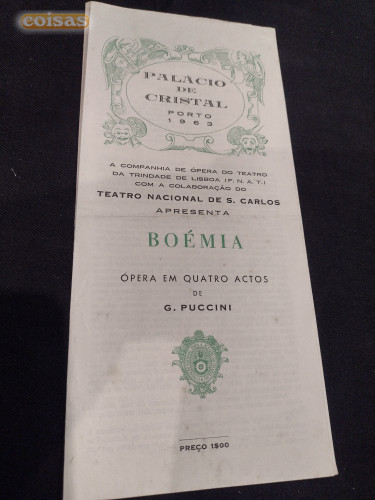 coisas
PALÁCIO
DE
CRISTAL
PORTO
1963
A COMPANHIA DE ÓPERA DO TEATRO
DA TRINDADE DE LISBOA (F. N. A. T.)
COM A COLABORAÇÃO DO
TEATRO NACIONAL DE S. CARLOS
APRESENTA
BOÉMIA
ÓPERA EM QUATRO ACTOS
DE
G. PUCCINI
PREÇO 1$00